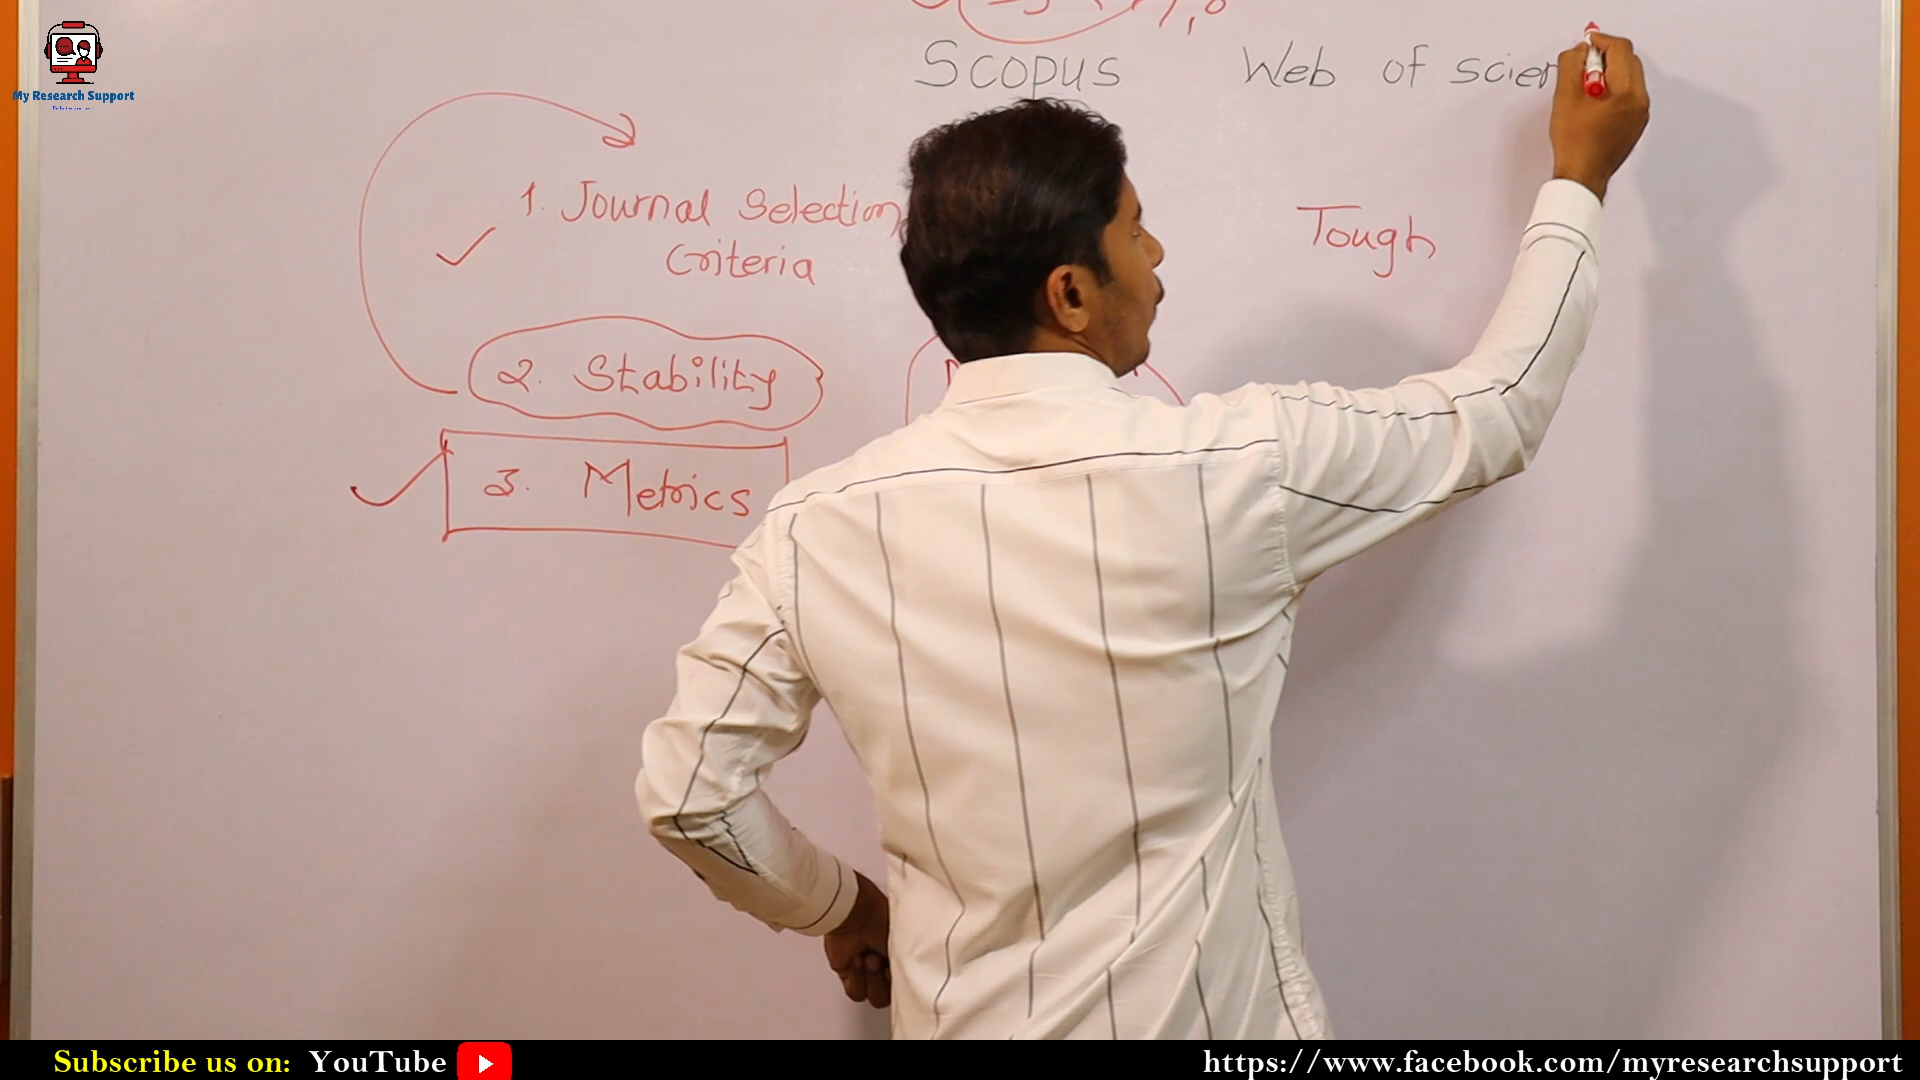 My Research Support
Scopus Web of scien
1. Journal Selection
Criteria
Tough
2. Stability
3. Metrics
Subscribe us on: YouTube
https://www.facebook.com/myresearchsupport